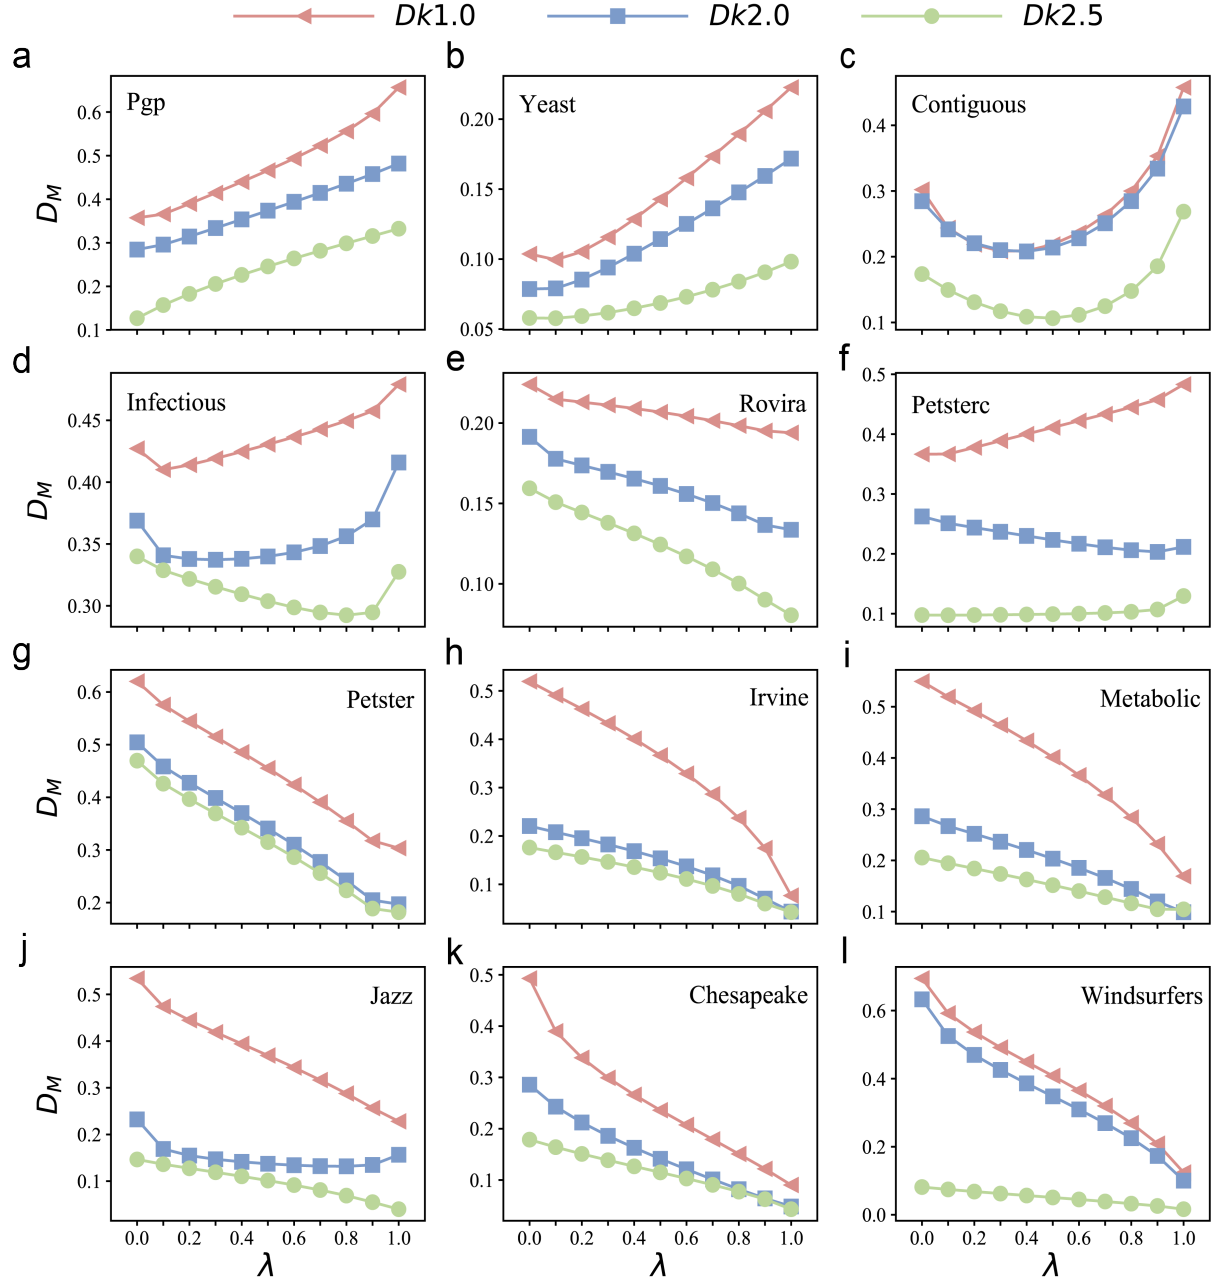 Dk1.0 Dk2.0 Dk2.5
a b c
Pgp Yeast Contiguous
D_M
0.6 0.5 0.4 0.3 0.2 0.1
0.20 0.15 0.10 0.05
0.4 0.3 0.2 0.1
d e f
Infectious Rovira Petsterc
D_M
0.45 0.40 0.35 0.30
0.20 0.15 0.10
0.5 0.4 0.3 0.2 0.1
g h i
Petster Irvine Metabolic
D_M
0.6 0.5 0.4 0.3 0.2
0.5 0.4 0.3 0.2 0.1
0.5 0.4 0.3 0.2 0.1
j k l
Jazz Chesapeake Windsurfers
D_M
0.5 0.4 0.3 0.2 0.1
0.5 0.4 0.3 0.2 0.1
0.6 0.4 0.2 0.0
0.0 0.2 0.4 0.6 0.8 1.0 0.0 0.2 0.4 0.6 0.8 1.0 0.0 0.2 0.4 0.6 0.8 1.0
λ λ λ